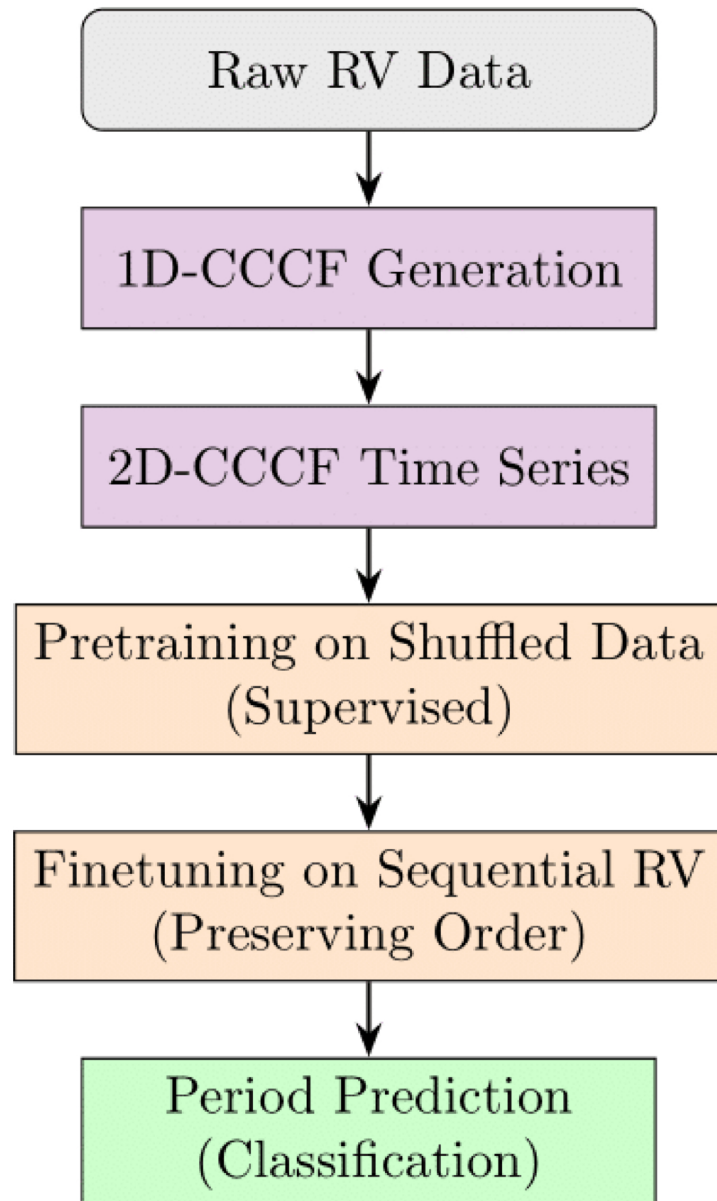 Raw RV Data
1D-CCCF Generation
2D-CCCF Time Series
Pretraining on Shuffled Data
(Supervised)
Finetuning on Sequential RV
(Preserving Order)
Period Prediction
(Classification)